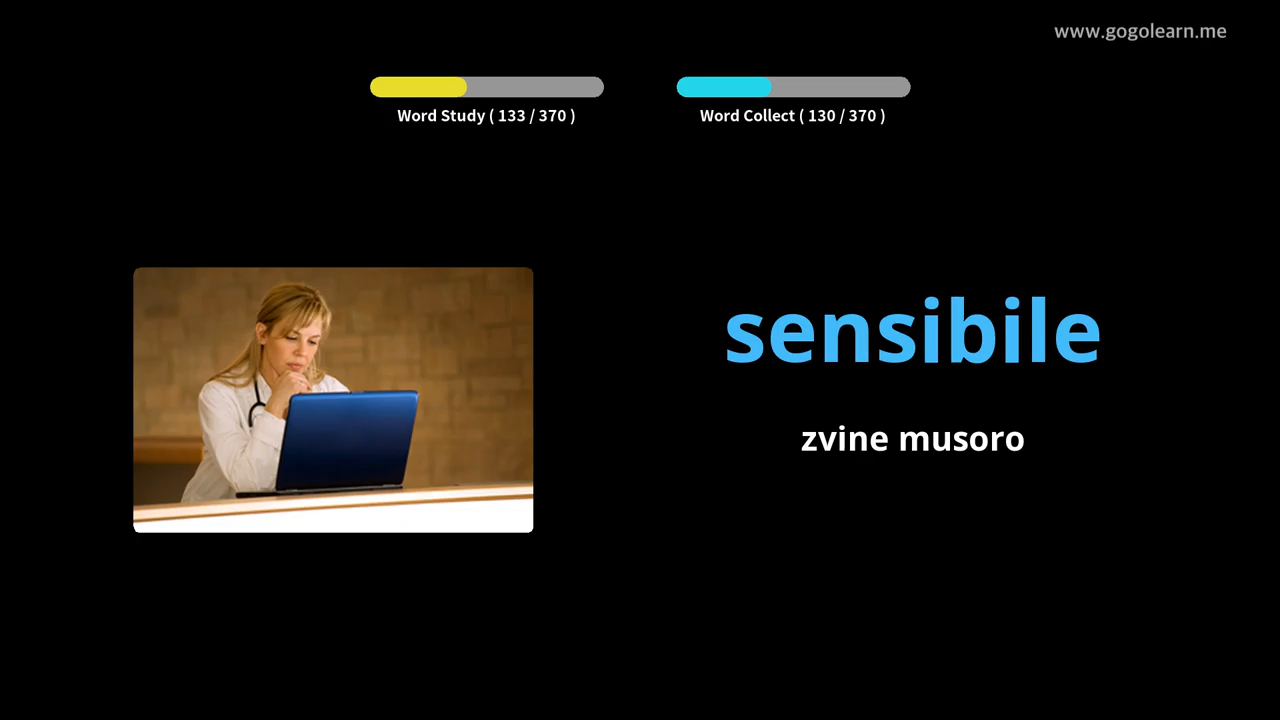 www.gogolearn.me
Word Study ( 133 / 370 )
Word Collect ( 130 / 370 )
sensibile
zvine musoro